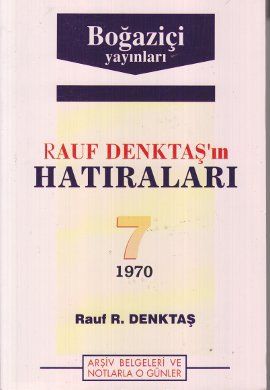 Boğaziçi
yayınları
RAUF DENKTAŞ'ın
HATIRALARI
7
1970
Rauf R. DENKTAŞ
ARŞİV BELGELERİ VE
NOTLARLA O GÜNLER